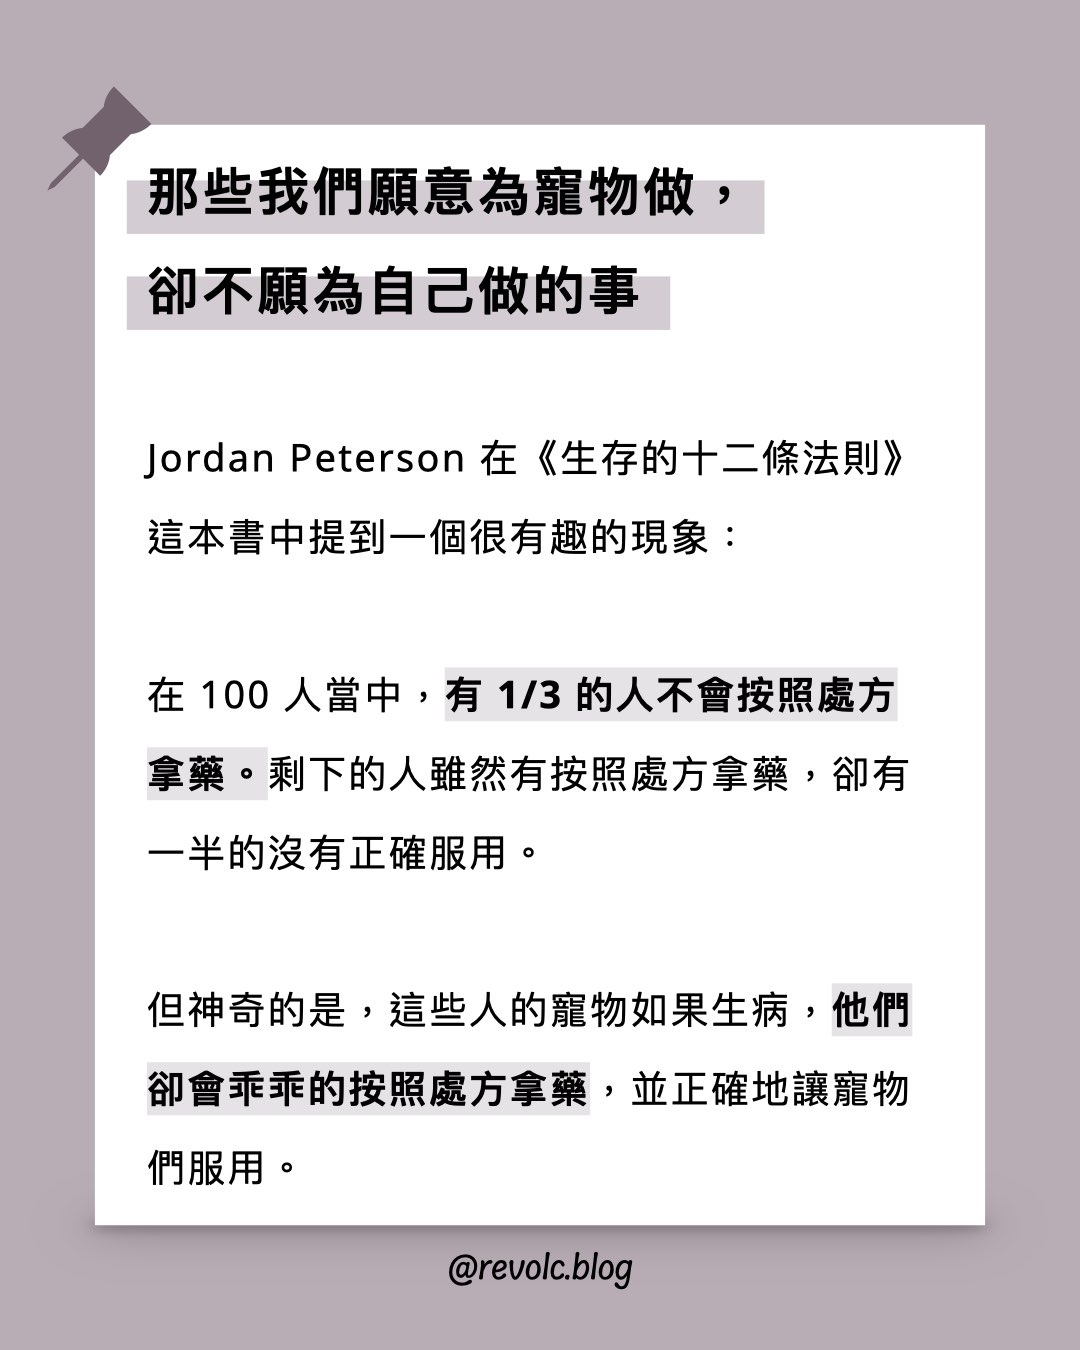 那些我們願意為寵物做，
卻不願為自己做的事
Jordan Peterson 在《生存的十二條法則》
這本書中提到一個很有趣的現象：
在 100 人當中，有 1/3 的人不會按照處方
拿藥。剩下的人雖然有按照處方拿藥，卻有
一半的沒有正確服用。
但神奇的是，這些人的寵物如果生病，他們
卻會乖乖的按照處方拿藥，並正確地讓寵物
們服用。
@revolc.blog